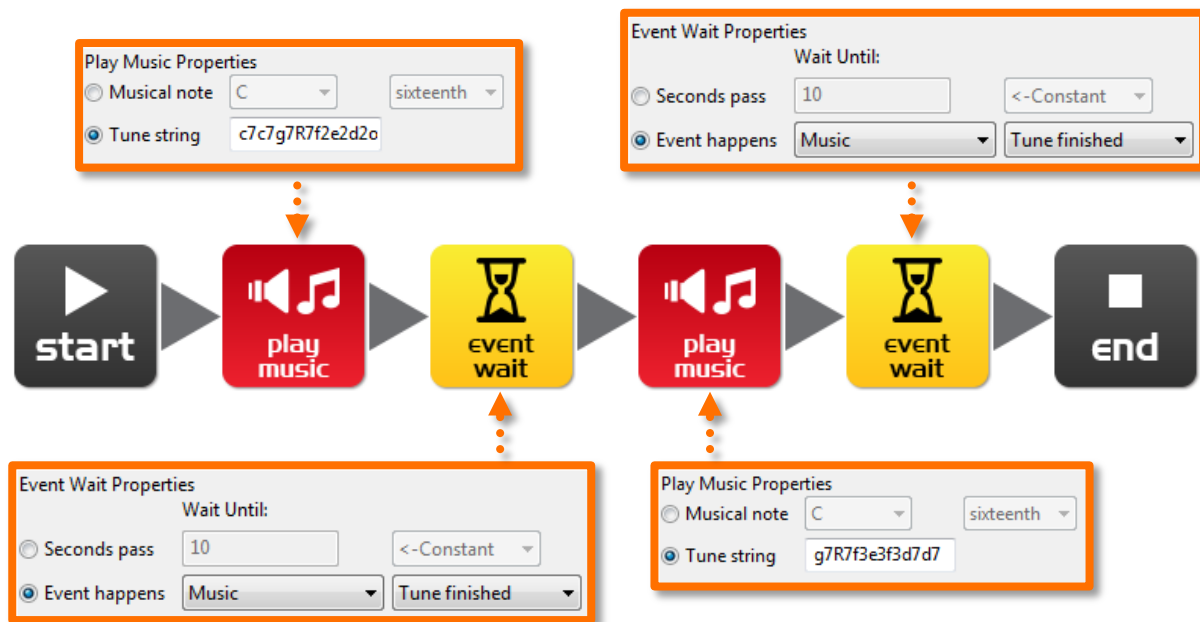 Play Music Properties
Musical note C sixteenth
Tune string c7c7g7R7f2e2d2o
Event Wait Properties
Wait Until:
Seconds pass 10 <-Constant
Event happens Music Tune finished
start
play
music
event
wait
play
music
event
wait
end
Event Wait Properties
Wait Until:
Seconds pass 10 <-Constant
Event happens Music Tune finished
Play Music Properties
Musical note C sixteenth
Tune string g7R7f3e3f3d7d7